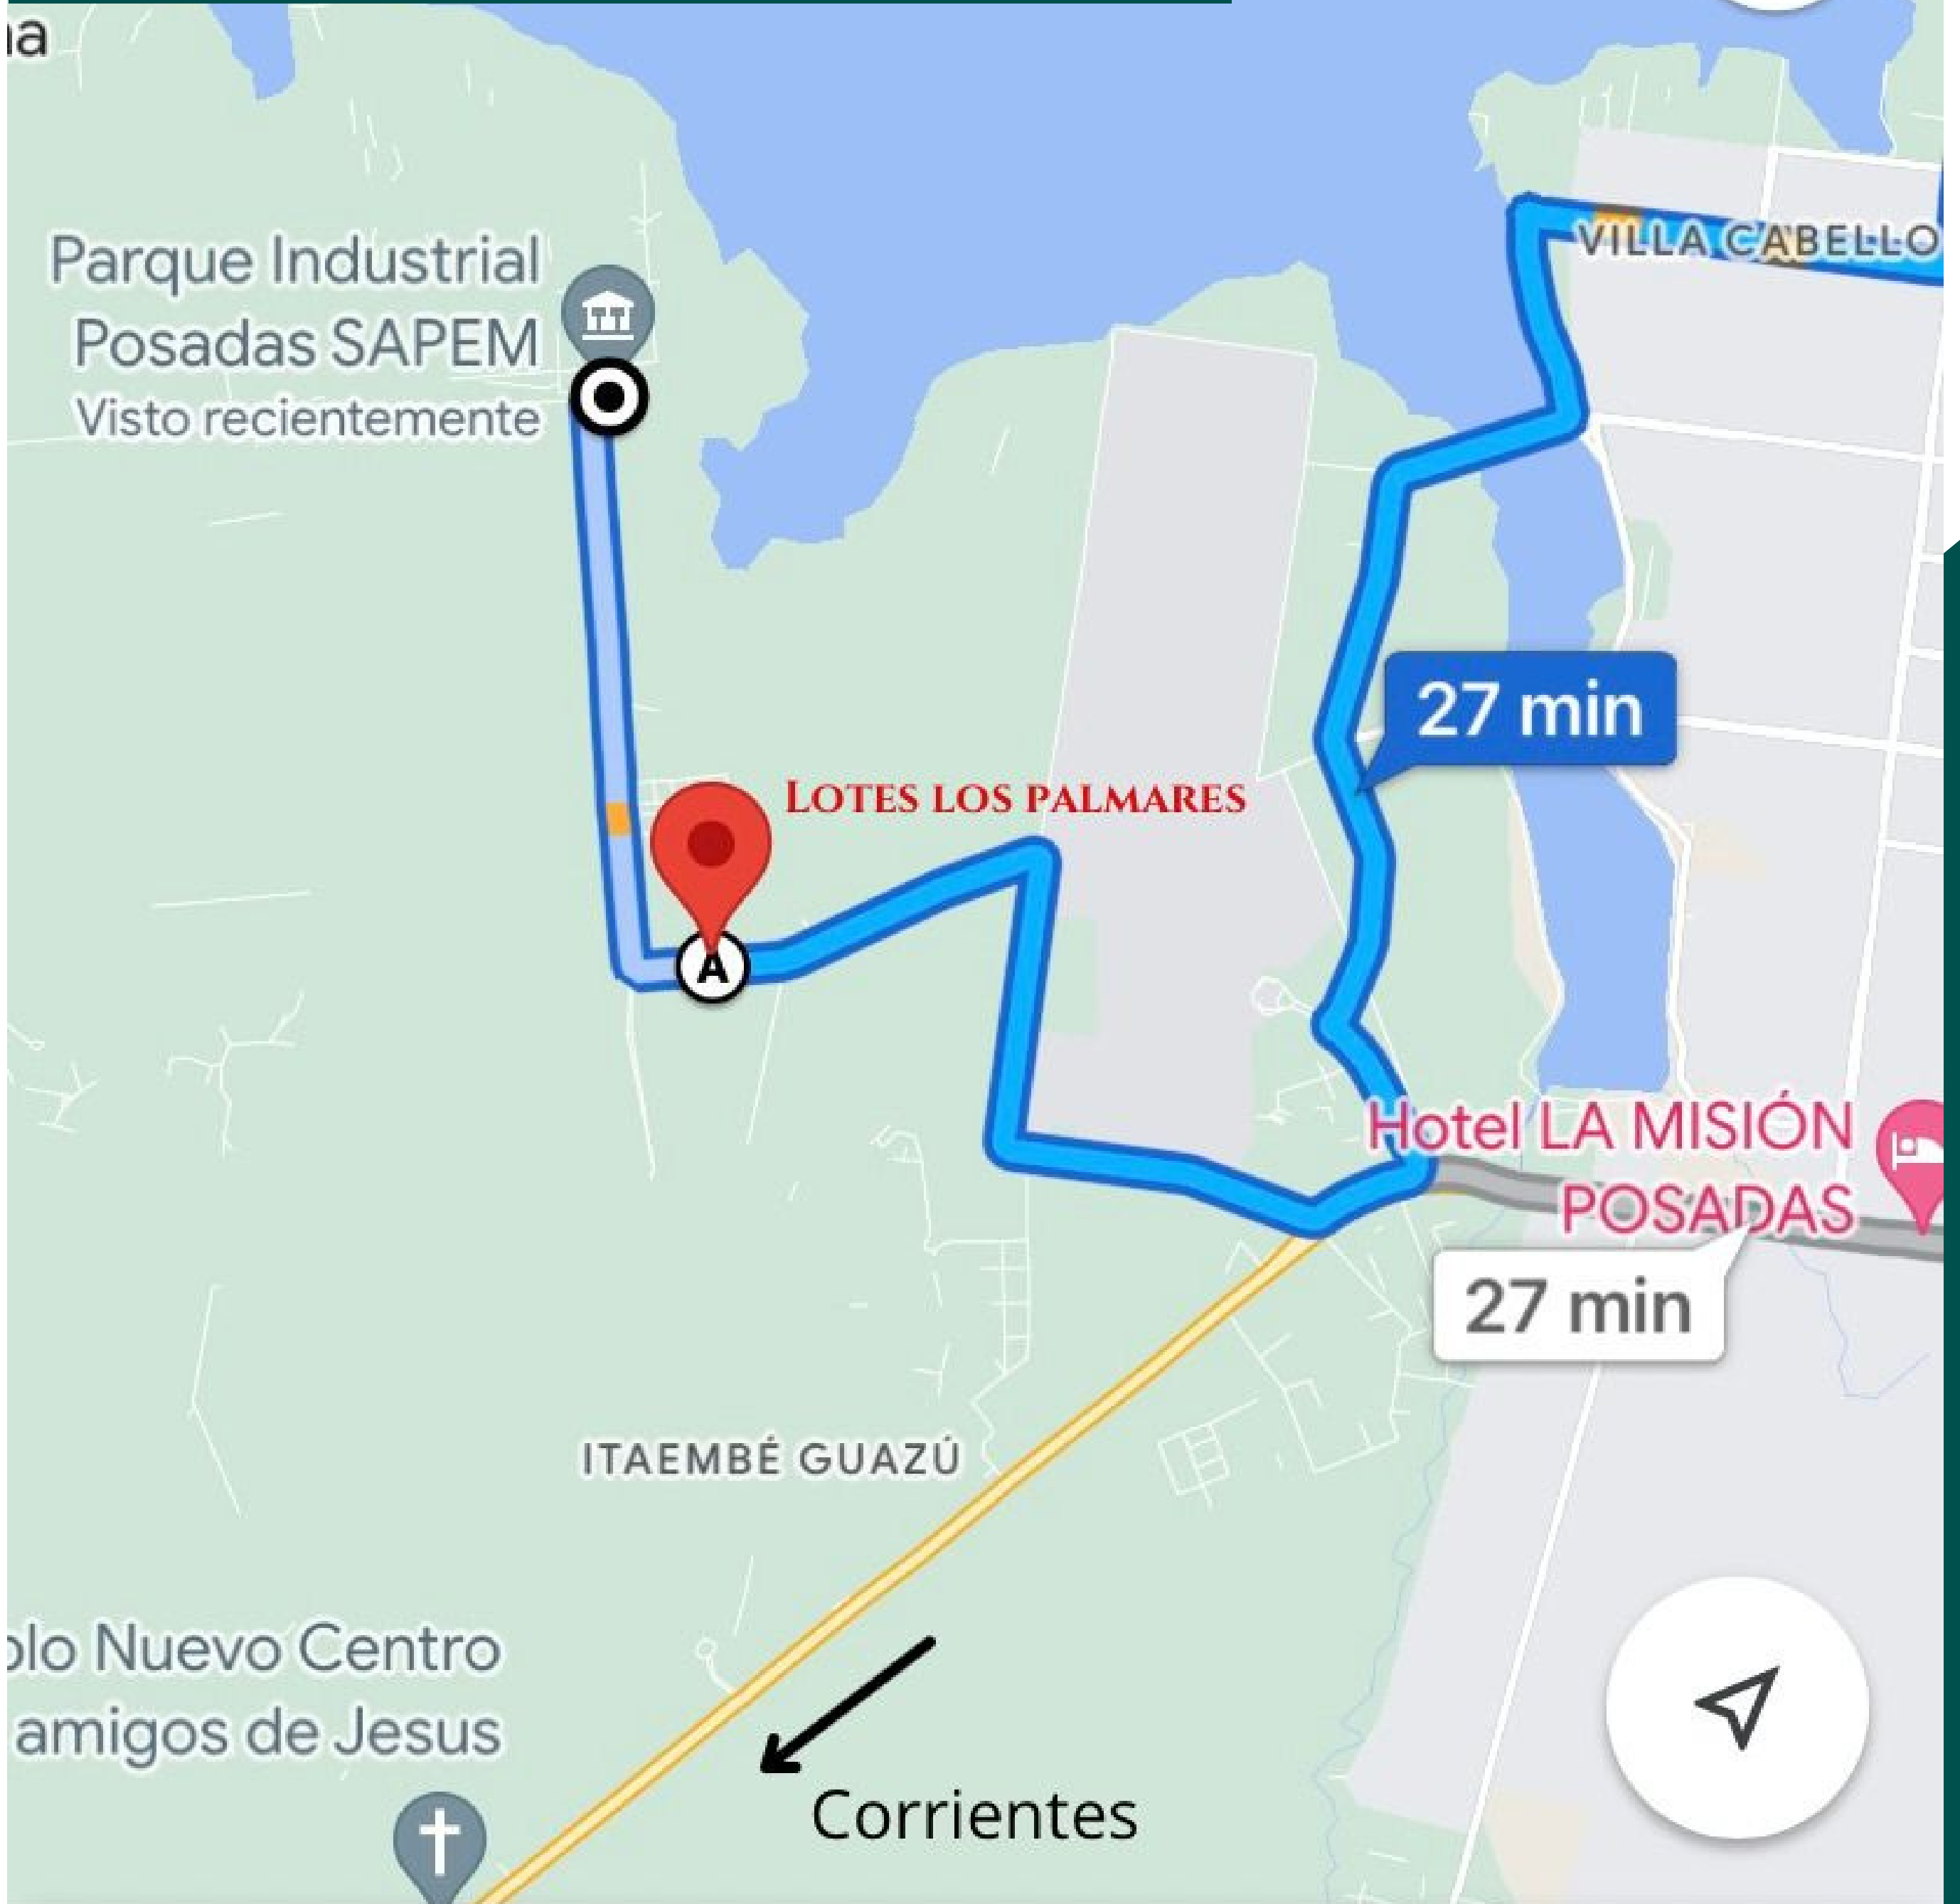 VILLA CABELLO
Parque Industrial
Posadas SAPEM
Visto recientemente
27 min
LOTES LOS PALMARES
A
Hotel LA MISIÓN
POSADAS
27 min
ITAEMBÉ GUAZÚ
Nuevo Centro
amigos de Jesus
Corrientes